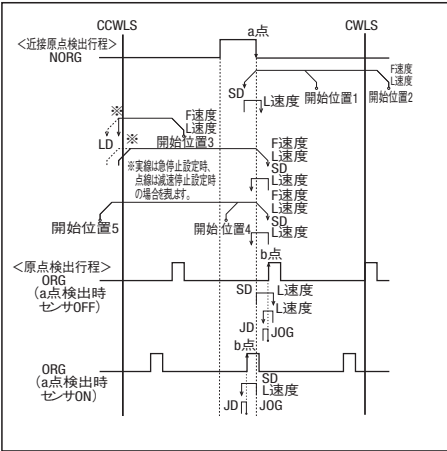 CCWLS
CWLS
a点
<近接原点検出行程>
NORG
F速度
L速度
SD
L速度
開始位置1
開始位置2
※
F速度
L速度
LD
※
開始位置3
F速度
L速度
SD
L速度
※実線は急停止設定時、
点線は減速停止設定時
の場合を表します。
F速度
L速度
SD
L速度
開始位置5
開始位置4
b点
<原点検出行程>
ORG
(a点検出時
センサOFF)
SD
L速度
L速度
JD
JOG
b点
ORG
(a点検出時
センサON)
SD
L速度
JD
JOG